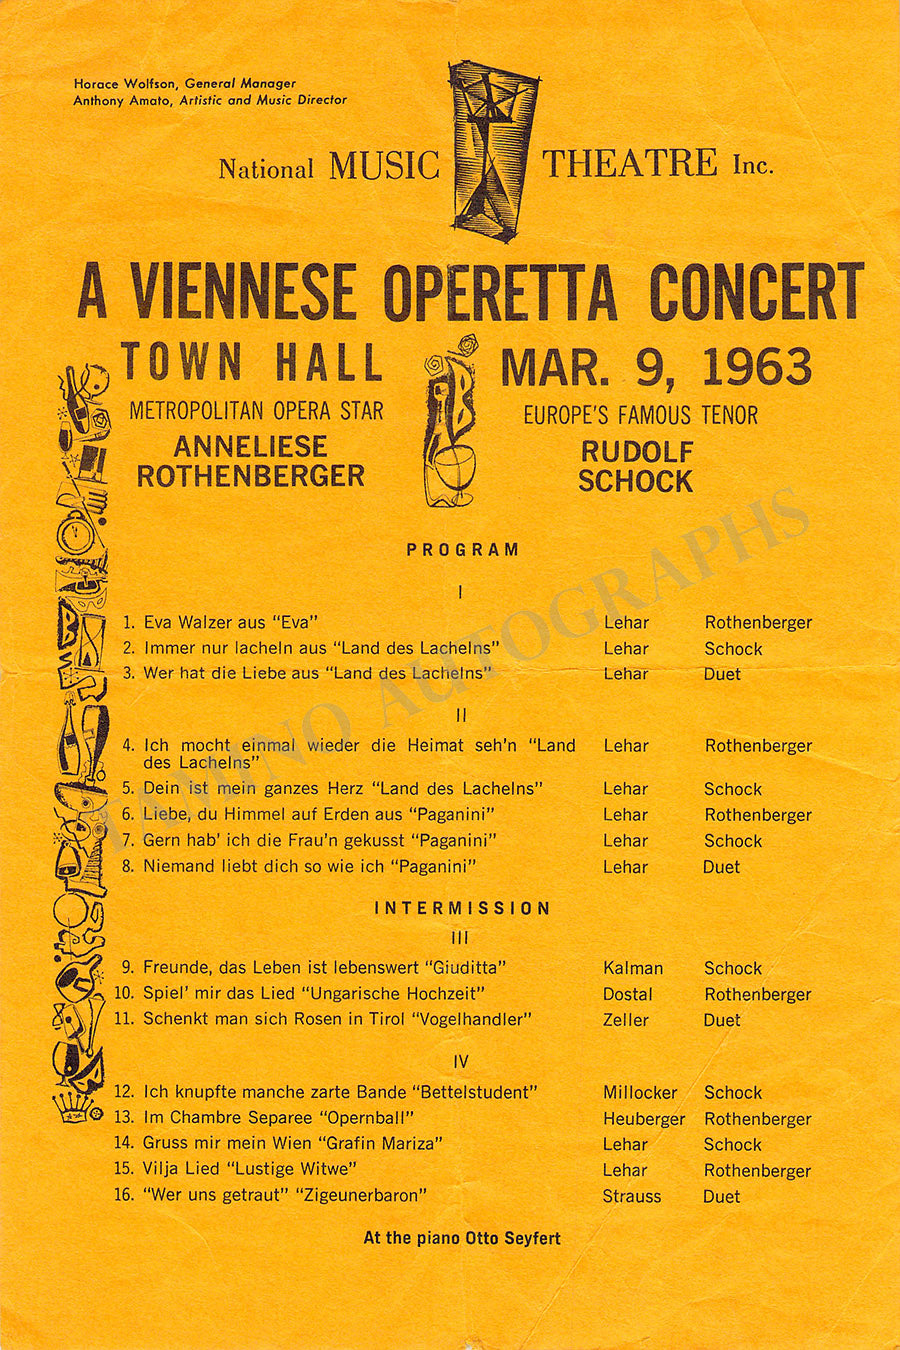 Horace Wolfson, General Manager
Anthony Amato, Artistic and Music Director
National MUSIC THEATRE Inc.
A VIENNESE OPERETTA CONCERT
TOWN HALL MAR. 9, 1963
METROPOLITAN OPERA STAR EUROPE'S FAMOUS TENOR
ANNELIESE RUDOLF
ROTHENBERGER SCHOCK
PROGRAM
I
1. Eva Walzer aus "Eva" Lehar Rothenberger
2. Immer nur lacheln aus "Land des Lachelns" Lehar Schock
3. Wer hat die Liebe aus "Land des Lachelns" Lehar Duet
II
4. Ich mocht einmal wieder die Heimat seh'n "Land Lehar Rothenberger
des Lachelns"
5. Dein ist mein ganzes Herz "Land des Lachelns" Lehar Schock
6. Liebe, du Himmel auf Erden aus "Paganini" Lehar Rothenberger
7. Gern hab' ich die Frau'n gekusst "Paganini" Lehar Schock
8. Niemand liebt dich so wie ich "Paganini" Lehar Duet
INTERMISSION
III
9. Freunde, das Leben ist lebenswert "Giuditta" Kalman Schock
10. Spiel' mir das Lied "Ungarische Hochzeit" Dostal Rothenberger
11. Schenkt man sich Rosen in Tirol "Vogelhandler" Zeller Duet
IV
12. Ich knupfte manche zarte Bande "Bettelstudent" Millocker Schock
13. Im Chambre Separee "Opernball" Heuberger Rothenberger
14. Gruss mir mein Wien "Grafin Mariza" Lehar Schock
15. Vilja Lied "Lustige Witwe" Lehar Rothenberger
16. "Wer uns getraut" "Zigeunerbaron" Strauss Duet
At the piano Otto Seyfert
TAMINO AUTOGRAPHS